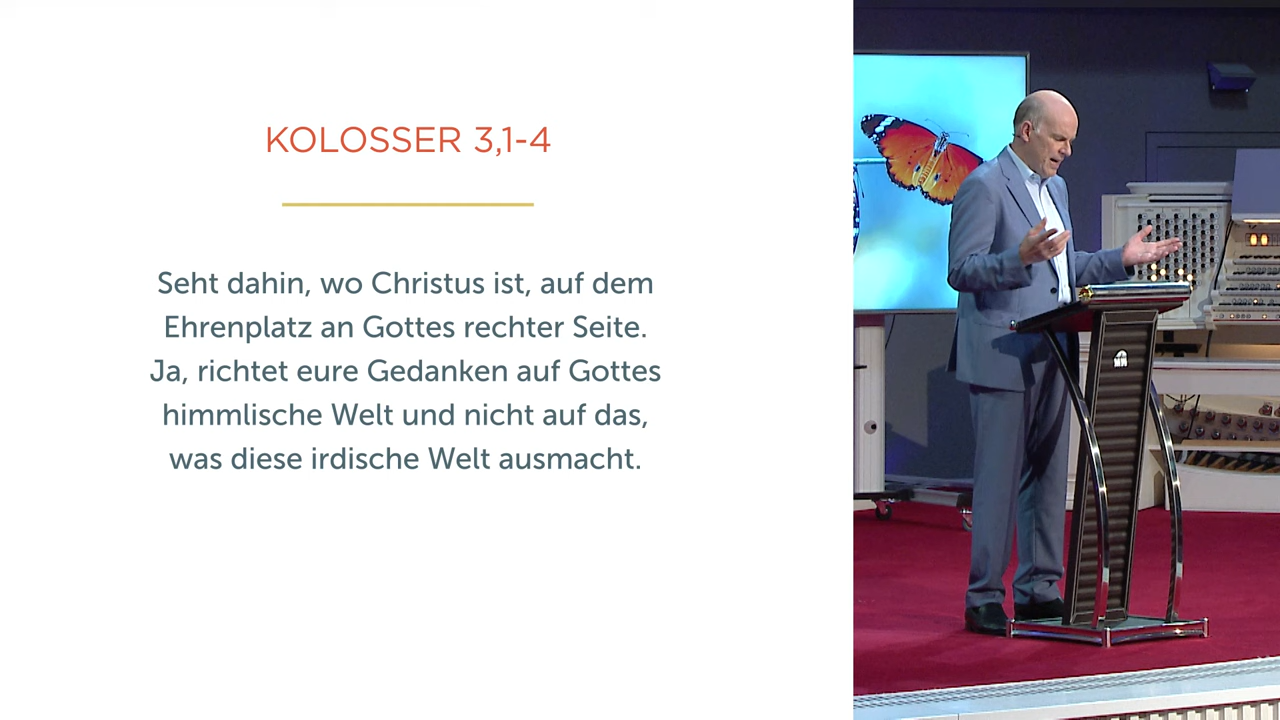 KOLOSSER 3,1-4
Seht dahin, wo Christus ist, auf dem
Ehrenplatz an Gottes rechter Seite.
Ja, richtet eure Gedanken auf Gottes
himmlische Welt und nicht auf das,
was diese irdische Welt ausmacht.